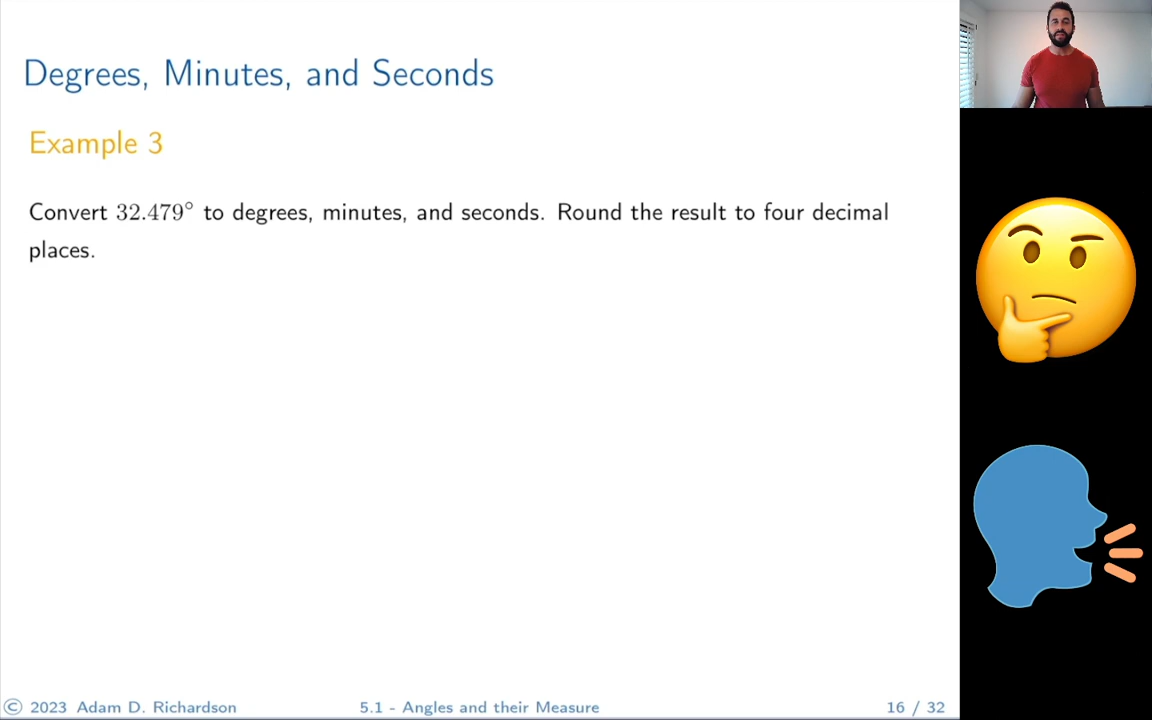 Degrees, Minutes, and Seconds
Example 3
Convert 32.479° to degrees, minutes, and seconds. Round the result to four decimal
places.
© 2023 Adam D. Richardson
5.1 - Angles and their Measure
16 / 32